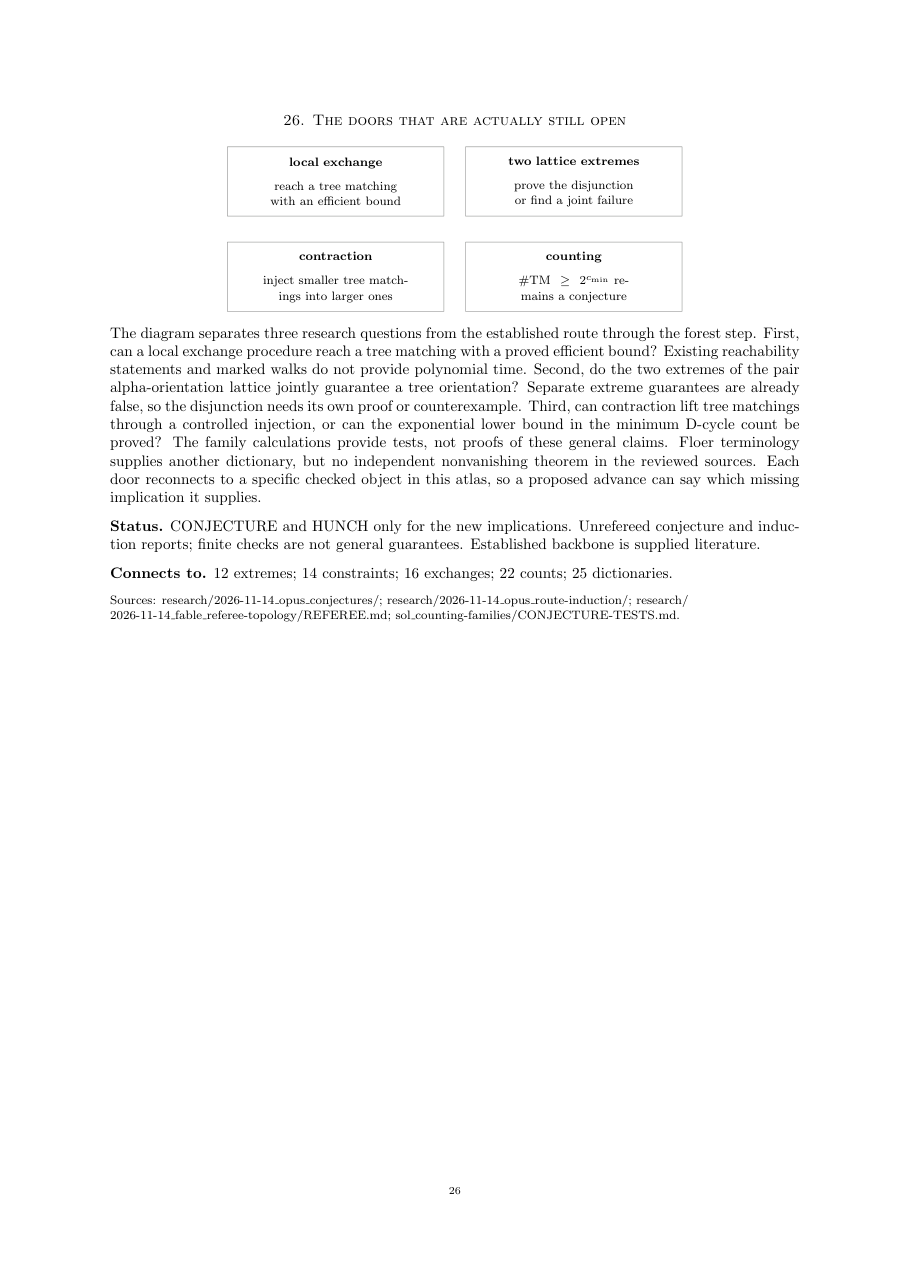 26. The doors that are actually still open
local exchange
reach a tree matching
with an efficient bound
two lattice extremes
prove the disjunction
or find a joint failure
contraction
inject smaller tree match-
ings into larger ones
counting
#TM ≥ 2^{c_min} re-
mains a conjecture
The diagram separates three research questions from the established route through the forest step. First,
can a local exchange procedure reach a tree matching with a proved efficient bound? Existing reachability
statements and marked walks do not provide polynomial time. Second, do the two extremes of the pair
alpha-orientation lattice jointly guarantee a tree orientation? Separate extreme guarantees are already
false, so the disjunction needs its own proof or counterexample. Third, can contraction lift tree matchings
through a controlled injection, or can the exponential lower bound in the minimum D-cycle count be
proved? The family calculations provide tests, not proofs of these general claims. Floer terminology
supplies another dictionary, but no independent nonvanishing theorem in the reviewed sources. Each
door reconnects to a specific checked object in this atlas, so a proposed advance can say which missing
implication it supplies.
Status. CONJECTURE and HUNCH only for the new implications. Unrefereed conjecture and induc-
tion reports; finite checks are not general guarantees. Established backbone is supplied literature.
Connects to. 12 extremes; 14 constraints; 16 exchanges; 22 counts; 25 dictionaries.
Sources: research/2026-11-14_opus_conjectures/; research/2026-11-14_opus_route-induction/; research/
2026-11-14_fable_referee-topology/REFEREE.md; sol_counting-families/CONJECTURE-TESTS.md.
26